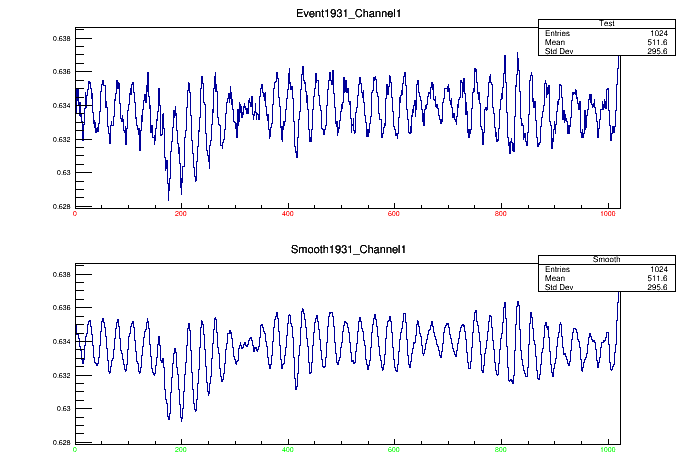 Event1931_Channel1
Test
Entries 1024
Mean 511.6
Std Dev 295.6
0.638
0.636
0.634
0.632
0.63
0.628
0 200 400 600 800 1000
Smooth1931_Channel1
Smooth
Entries 1024
Mean 511.6
Std Dev 295.6
0.638
0.636
0.634
0.632
0.63
0.628
0 200 400 600 800 1000